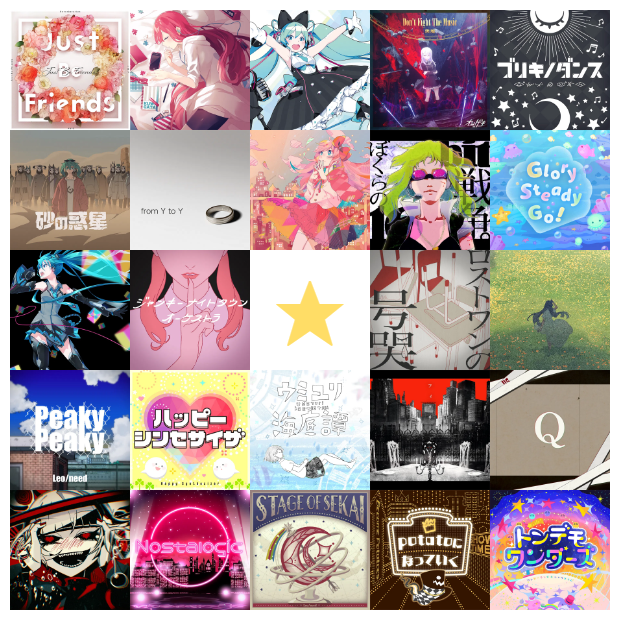 Just
Just Be Friends
Friends
Don't Fight The Music
ブリキノダンス
砂の惑星
from Y to Y
ぼくらの
戦争。
Glory
Steady
Go!
ジャンキーナイトタウン
オーケストラ
ロストワンの
号哭
Peaky
Peaky
Leo/need
ハッピー
シンセサイザ
Happy Synthesizer
ウミユリ
海底譚
Q
Nostalogic
STAGE OF SEKAI
potatoに
なっていく
トンデモ
ワンダーズ